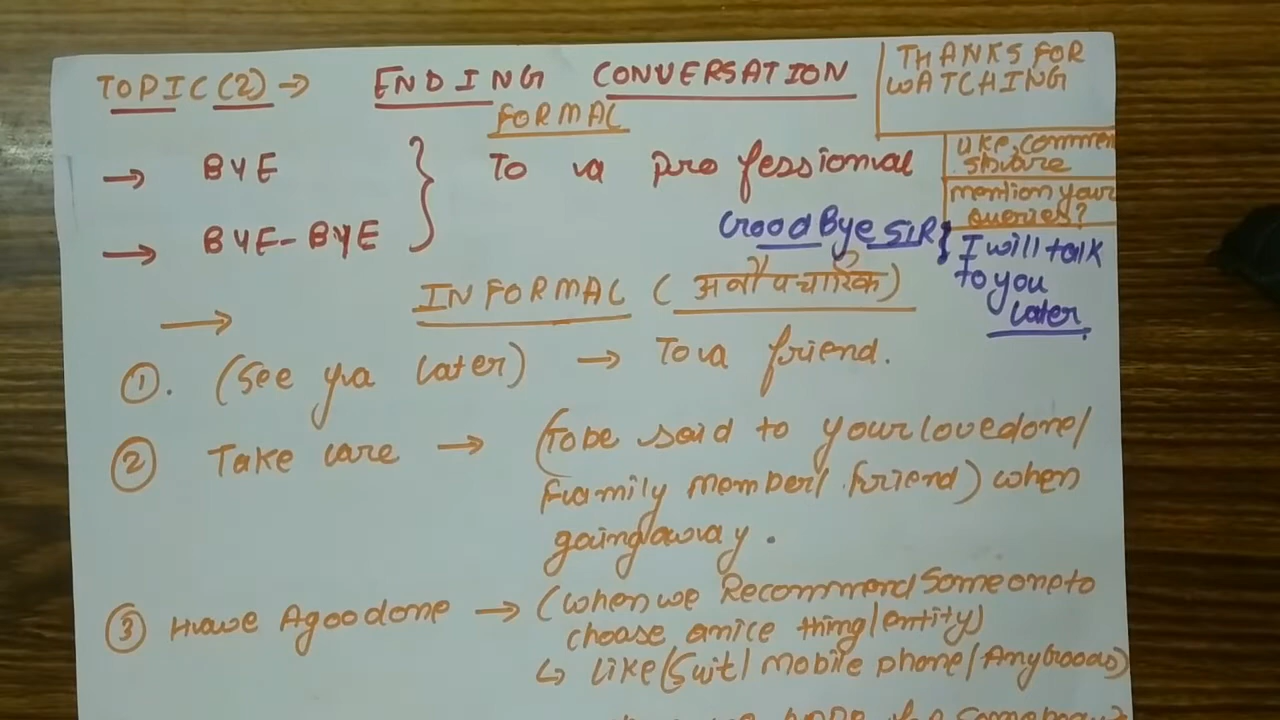 TOPIC (2) → ENDING CONVERSATION
THANKS FOR
WATCHING
FORMAL
→ BYE
→ BYE-BYE } To a professional
Like, commen
share
mention your
queries?
Good Bye SIR } I will talk
to you
later
→ INFORMAL (अनौपचारिक)
①. (See ya later) → To a friend.
② Take care → (To be said to your loved one/
family member/ friend) when
going away.
③ Have A good one → (when we Recommend someone to
choose a nice thing/entity)
↳ like (Suit/ mobile phone/ Any Goods)